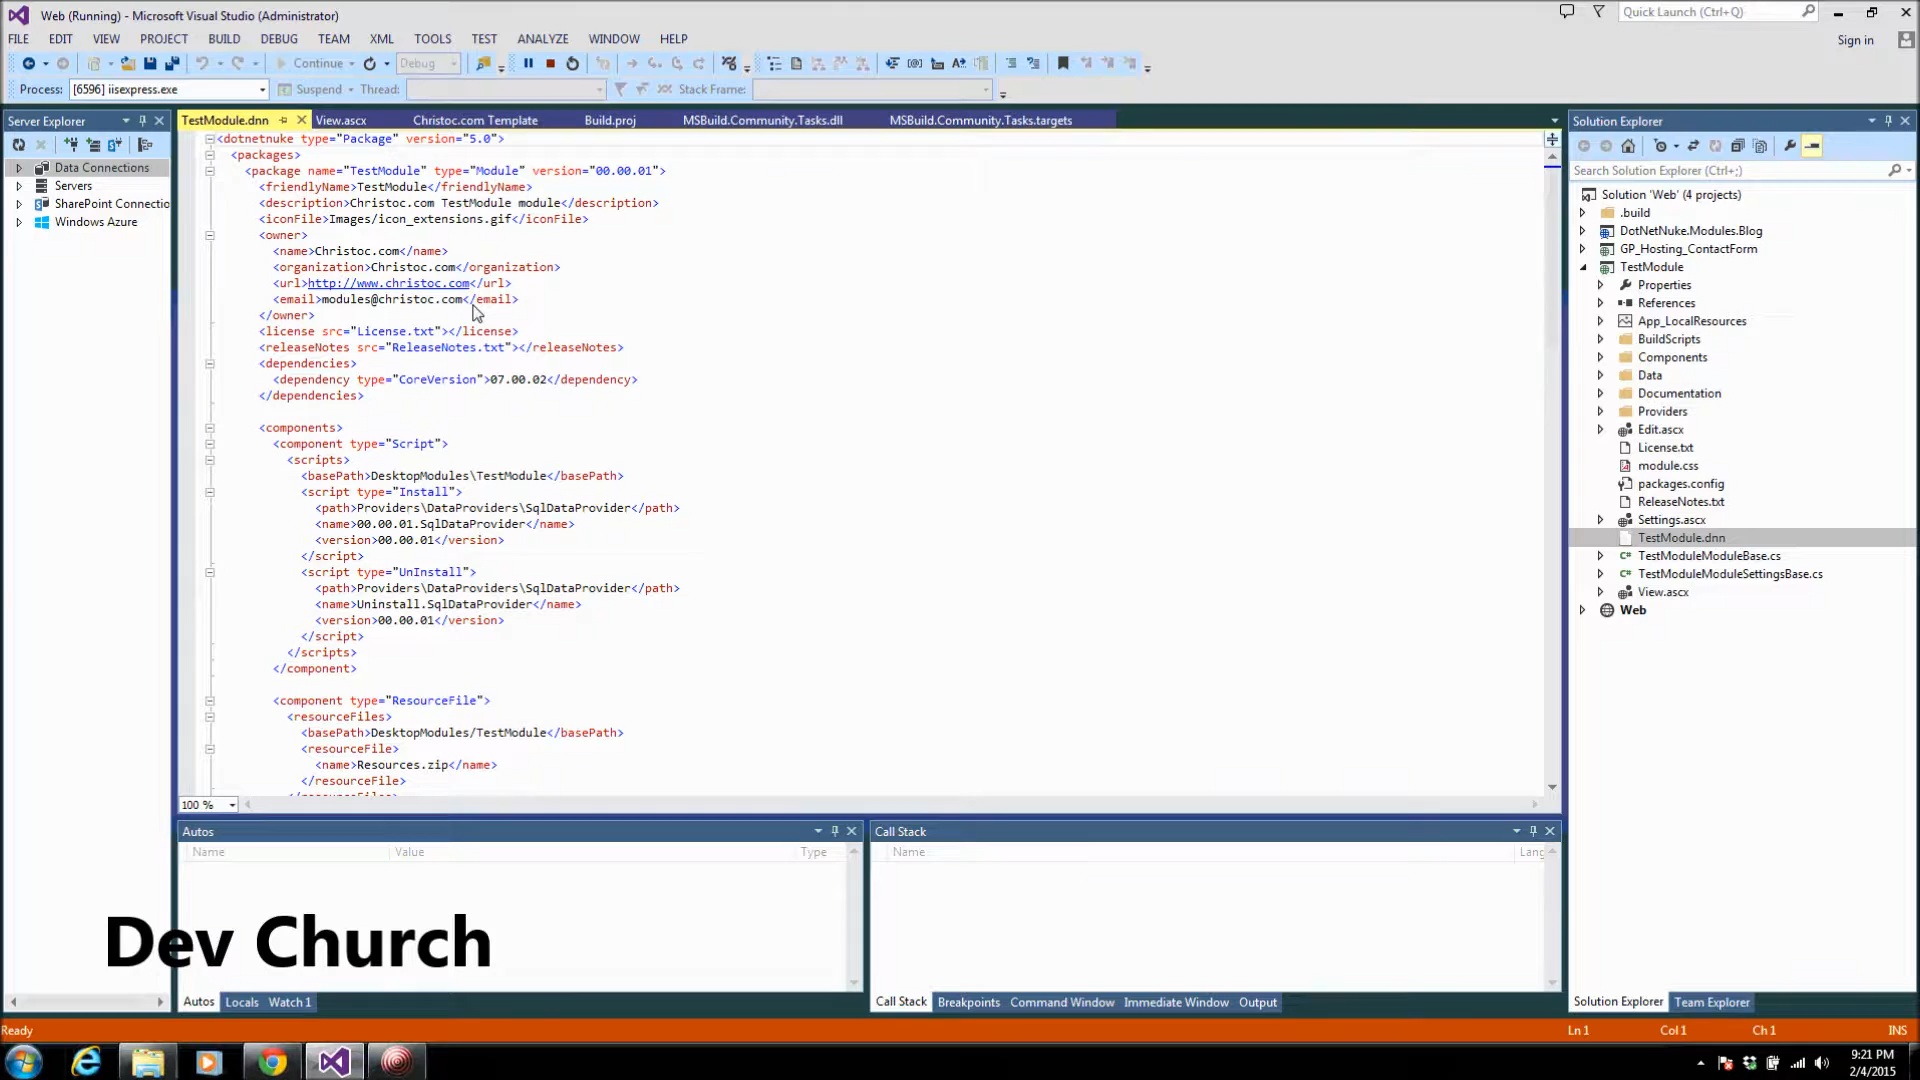 Web (Running) - Microsoft Visual Studio (Administrator)
Quick Launch (Ctrl+Q)
FILE EDIT VIEW PROJECT BUILD DEBUG TEAM XML TOOLS TEST ANALYZE WINDOW HELP
Sign in
Continue Debug
Process: [6596] iisexpress.exe Suspend Thread: Stack Frame:
Server Explorer
Data Connections
Servers
SharePoint Connectio
Windows Azure
TestModule.dnn View.ascx Christoc.com Template Build.proj MSBuild.Community.Tasks.dll MSBuild.Community.Tasks.targets
<dotnetnuke type="Package" version="5.0">
<packages>
<package name="TestModule" type="Module" version="00.00.01">
<friendlyName>TestModule</friendlyName>
<description>Christoc.com TestModule module</description>
<iconFile>Images/icon_extensions.gif</iconFile>
<owner>
<name>Christoc.com</name>
<organization>Christoc.com</organization>
<url>http://www.christoc.com</url>
<email>modules@christoc.com</email>
</owner>
<license src="License.txt"></license>
<releaseNotes src="ReleaseNotes.txt"></releaseNotes>
<dependencies>
<dependency type="CoreVersion">07.00.02</dependency>
</dependencies>
<components>
<component type="Script">
<scripts>
<basePath>DesktopModules\TestModule</basePath>
<script type="Install">
<path>Providers\DataProviders\SqlDataProvider</path>
<name>00.00.01.SqlDataProvider</name>
<version>00.00.01</version>
</script>
<script type="UnInstall">
<path>Providers\DataProviders\SqlDataProvider</path>
<name>Uninstall.SqlDataProvider</name>
<version>00.00.01</version>
</script>
</scripts>
</component>
<component type="ResourceFile">
<resourceFiles>
<basePath>DesktopModules/TestModule</basePath>
<resourceFile>
<name>Resources.zip</name>
</resourceFile>
</resourceFiles>
100 %
Solution Explorer
Search Solution Explorer (Ctrl+;)
Solution 'Web' (4 projects)
.build
DotNetNuke.Modules.Blog
GP_Hosting_ContactForm
TestModule
Properties
References
App_LocalResources
BuildScripts
Components
Data
Documentation
Providers
Edit.ascx
License.txt
module.css
packages.config
ReleaseNotes.txt
Settings.ascx
TestModule.dnn
TestModuleModuleBase.cs
TestModuleModuleSettingsBase.cs
View.ascx
Web
Autos
Name Value Type
Call Stack
Name Lang
Dev Church
Autos Locals Watch 1
Call Stack Breakpoints Command Window Immediate Window Output
Solution Explorer Team Explorer
Ready Ln 1 Col 1 Ch 1 INS
9:21 PM
2/4/2015